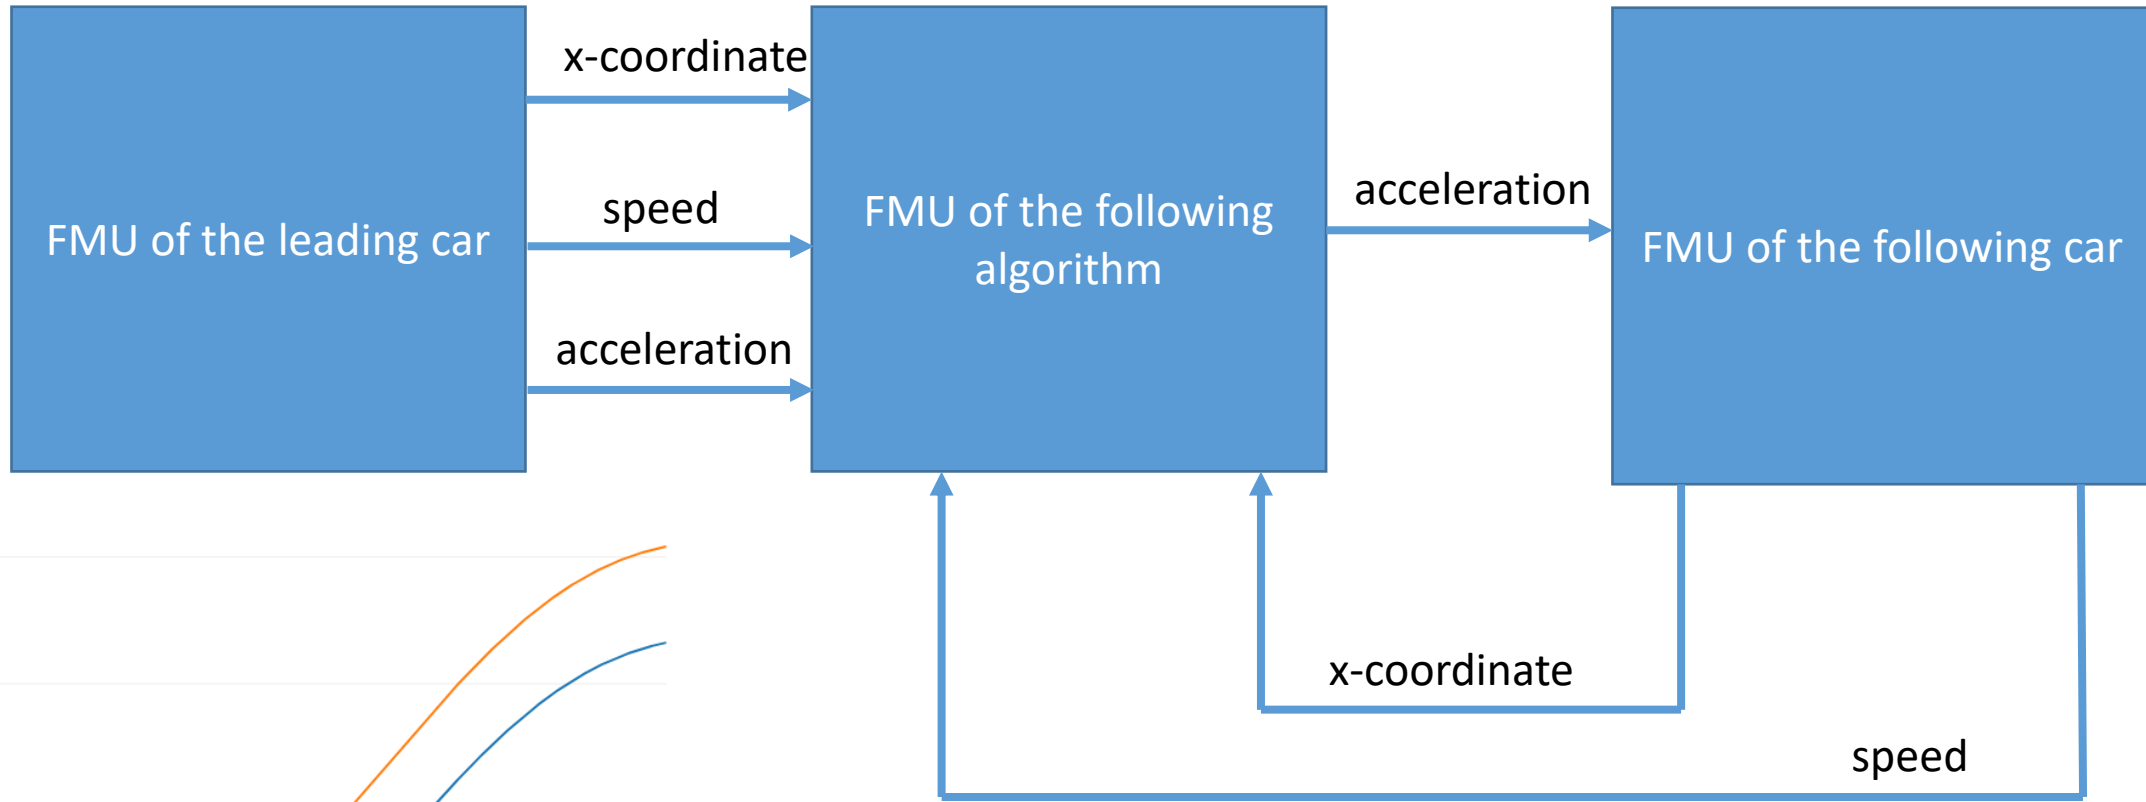 FMU of the leading car
x-coordinate
speed
acceleration
FMU of the following
algorithm
acceleration
FMU of the following car
x-coordinate
speed